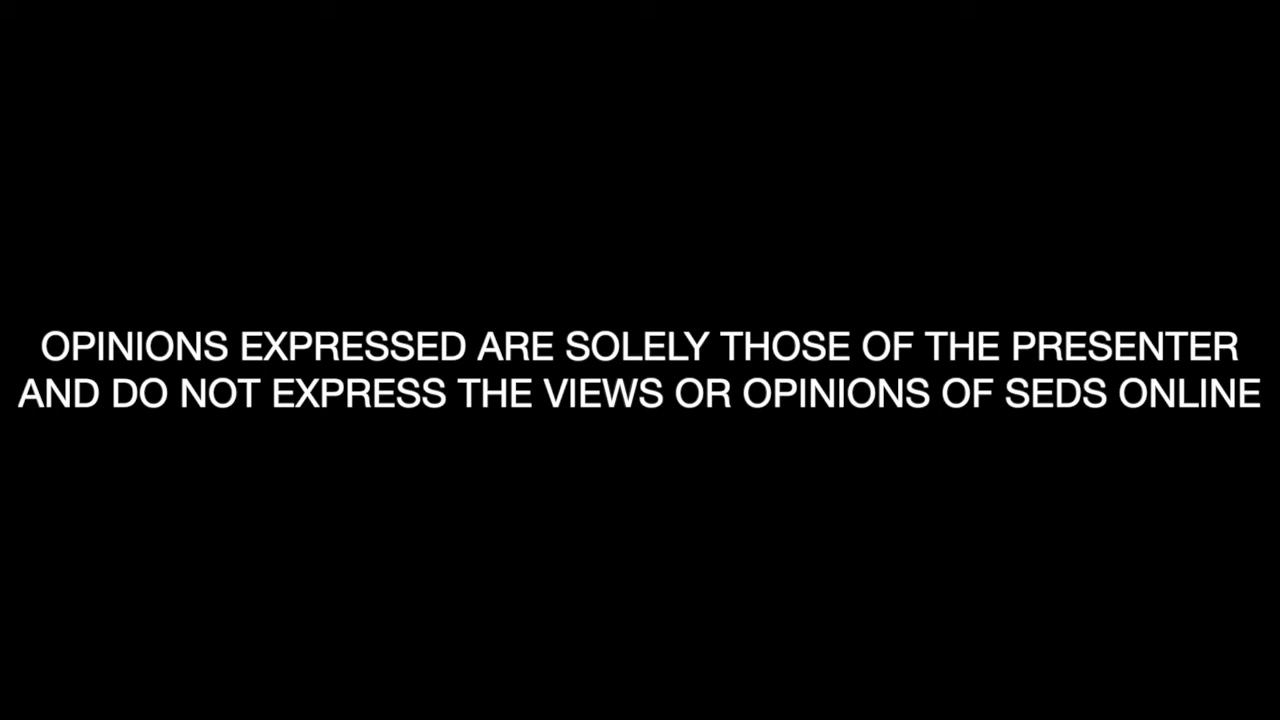 OPINIONS EXPRESSED ARE SOLELY THOSE OF THE PRESENTER
AND DO NOT EXPRESS THE VIEWS OR OPINIONS OF SEDS ONLINE